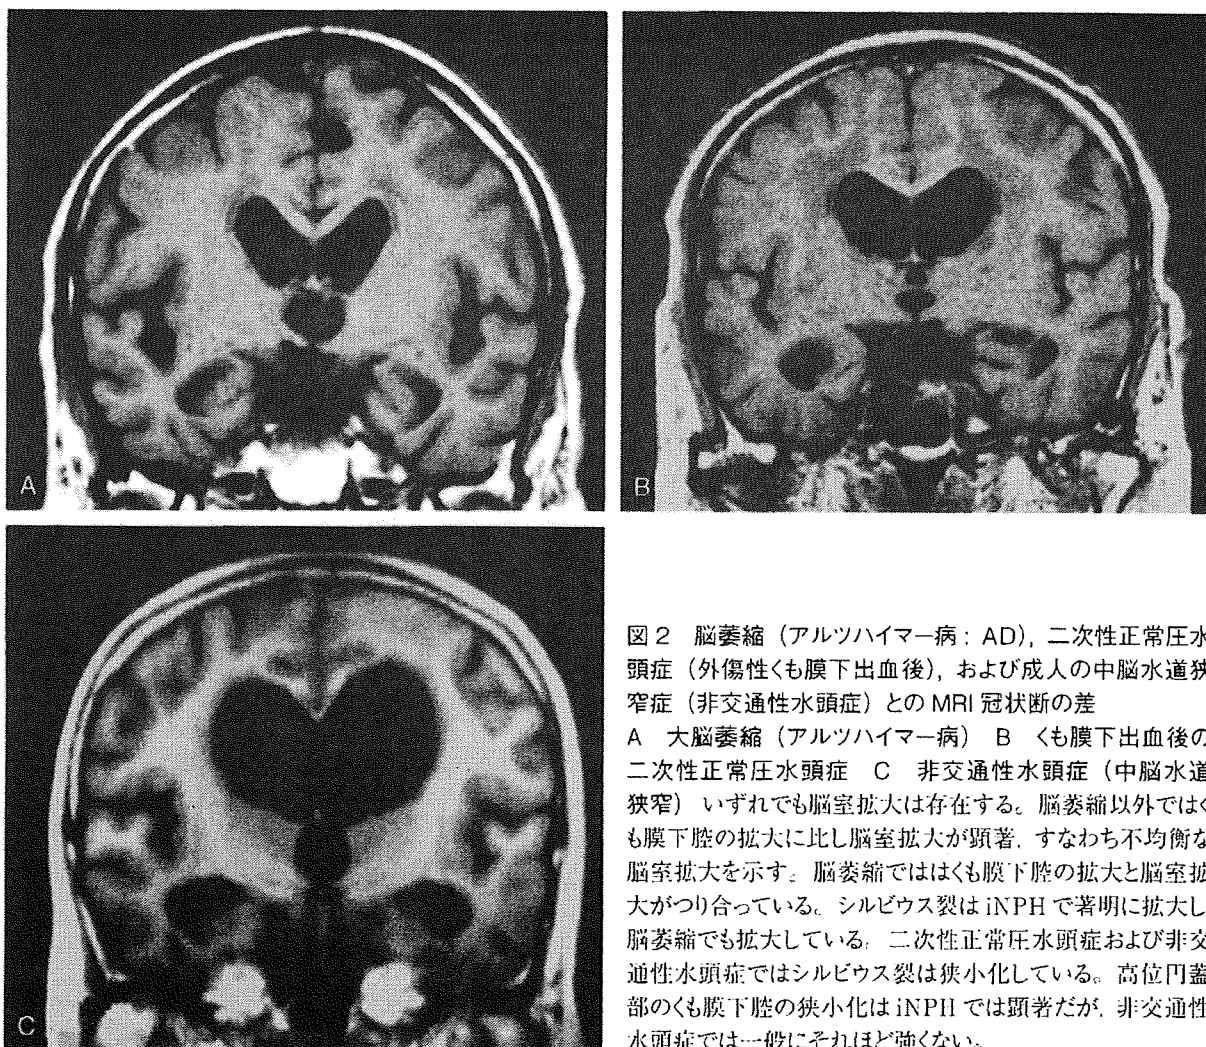 A
B
C
図2 脳萎縮(アルツハイマー病:AD),二次性正常圧水
頭症(外傷性くも膜下出血後),および成人の中脳水道狭
窄症(非交通性水頭症)とのMRI冠状断の差
A 大脳萎縮(アルツハイマー病) B くも膜下出血後の
二次性正常圧水頭症 C 非交通性水頭症(中脳水道
狭窄) いずれでも脳室拡大は存在する。脳萎縮以外ではく
も膜下腔の拡大に比し脳室拡大が顕著,すなわち不均衡な
脳室拡大を示す。脳萎縮でははくも膜下腔の拡大と脳室拡
大がつり合っている。シルビウス裂はiNPHで著明に拡大し
脳萎縮でも拡大している。二次性正常圧水頭症および非交
通性水頭症ではシルビウス裂は狭小化している。高位円蓋
部のくも膜下腔の狭小化はiNPHでは顕著だが,非交通性
水頭症では一般にそれほど強くない。